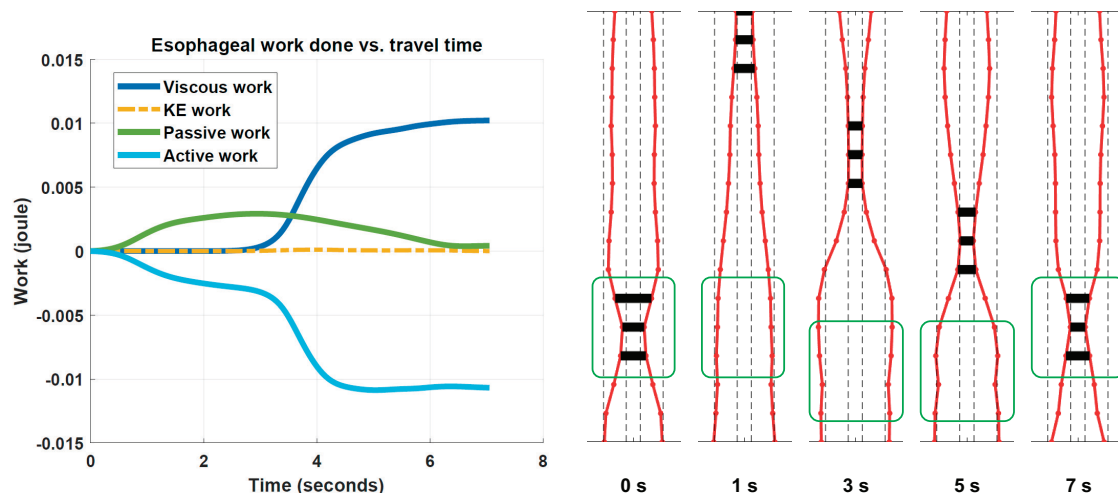 Esophageal work done vs. travel time
Viscous work
KE work
Passive work
Active work
0.015
0.01
0.005
0
-0.005
-0.01
-0.015
Work (joule)
0
2
4
6
8
Time (seconds)
0 s
1 s
3 s
5 s
7 s